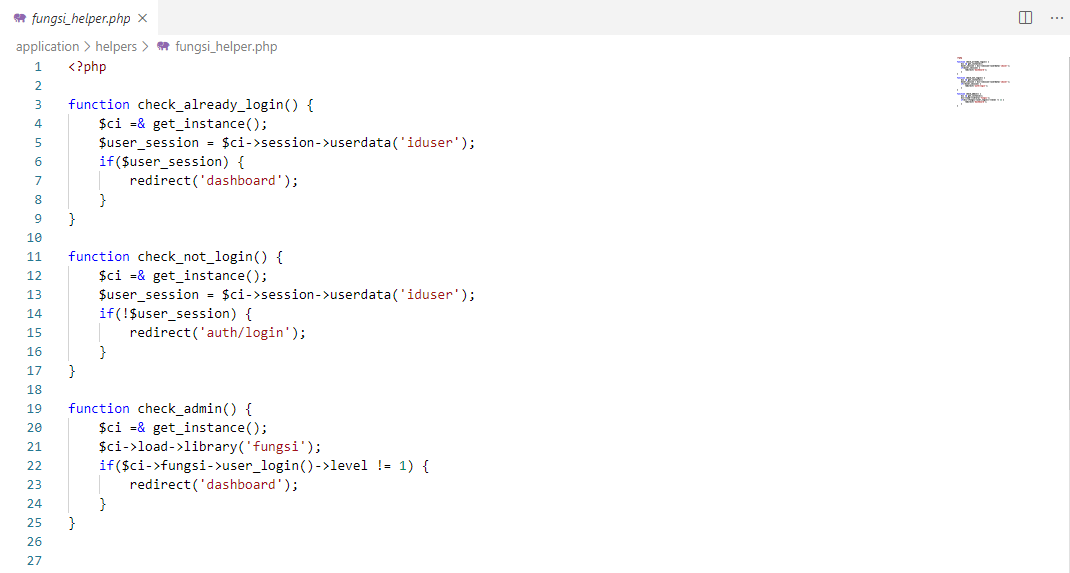 fungsi_helper.php
application > helpers > fungsi_helper.php
1 <?php
2
3 function check_already_login() {
4 $ci =& get_instance();
5 $user_session = $ci->session->userdata('iduser');
6 if($user_session) {
7 redirect('dashboard');
8 }
9 }
10
11 function check_not_login() {
12 $ci =& get_instance();
13 $user_session = $ci->session->userdata('iduser');
14 if(!$user_session) {
15 redirect('auth/login');
16 }
17 }
18
19 function check_admin() {
20 $ci =& get_instance();
21 $ci->load->library('fungsi');
22 if($ci->fungsi->user_login()->level != 1) {
23 redirect('dashboard');
24 }
25 }
26
27